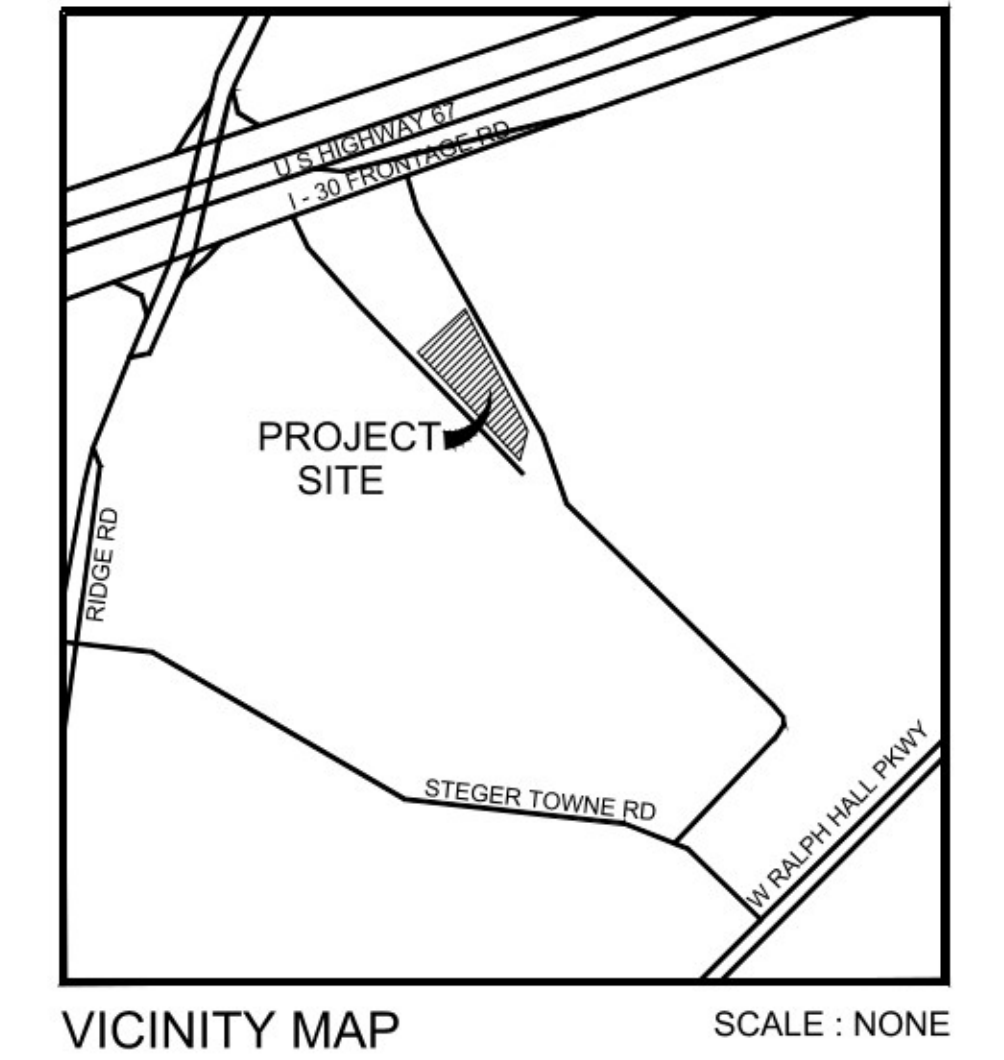 U S HIGHWAY 67
I - 30 FRONTAGE RD
PROJECT
SITE
RIDGE RD
STEGER TOWNE RD
W RALPH HALL PKWY
VICINITY MAP
SCALE : NONE